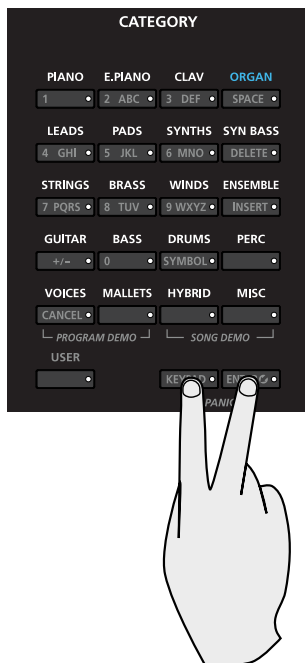 CATEGORY
PIANO E.PIANO CLAV ORGAN
1 2 ABC 3 DEF SPACE
LEADS PADS SYNTHS SYN BASS
4 GHI 5 JKL 6 MNO DELETE
STRINGS BRASS WINDS ENSEMBLE
7 PQRS 8 TUV 9 WXYZ INSERT
GUITAR BASS DRUMS PERC
+/– 0 SYMBOL
VOICES MALLETS HYBRID MISC
CANCEL
PROGRAM DEMO SONG DEMO
USER
KEYPAD
PANIC